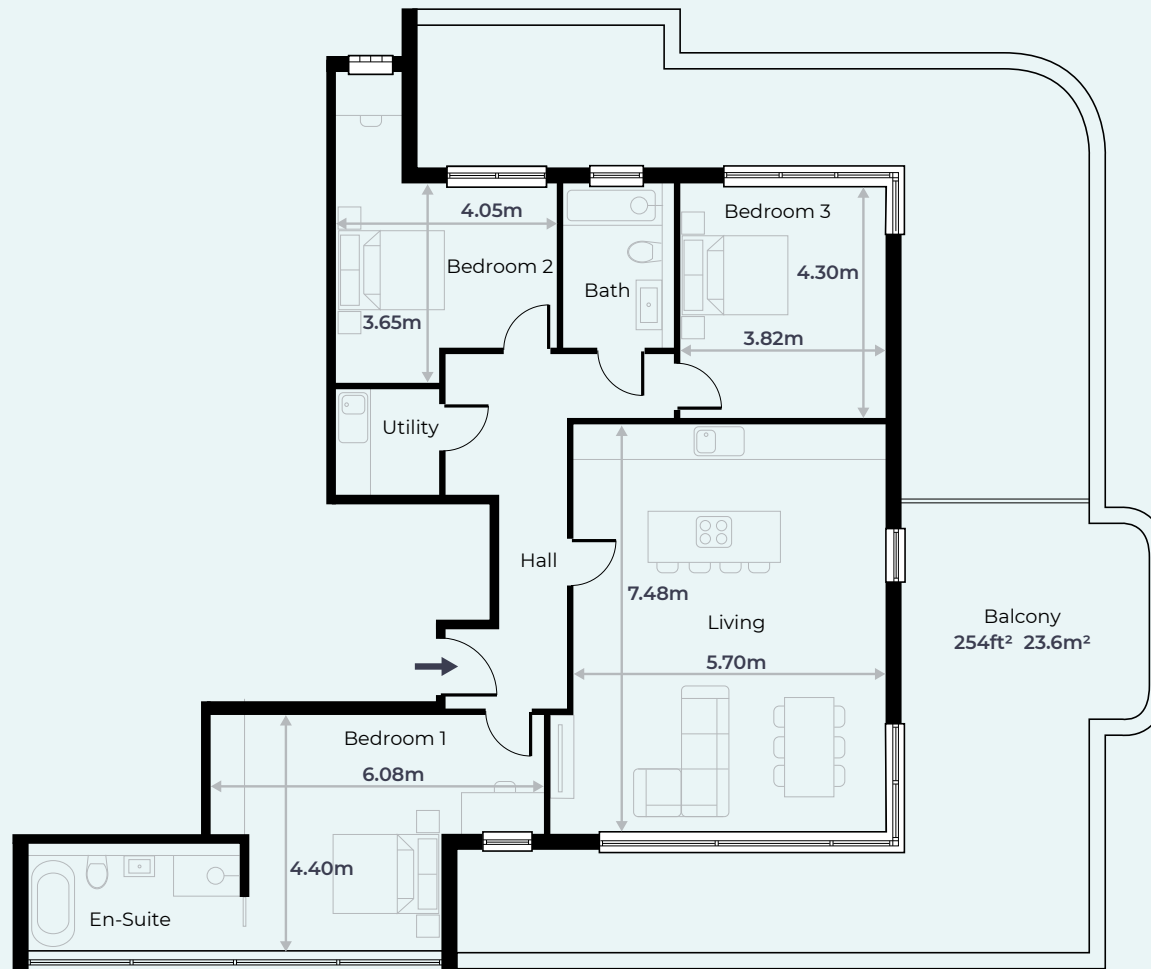 4.05m
Bedroom 2
3.65m
Bath
Bedroom 3
4.30m
3.82m
Utility
Hall
7.48m
Living
5.70m
Balcony
254ft² 23.6m²
Bedroom 1
6.08m
4.40m
En-Suite